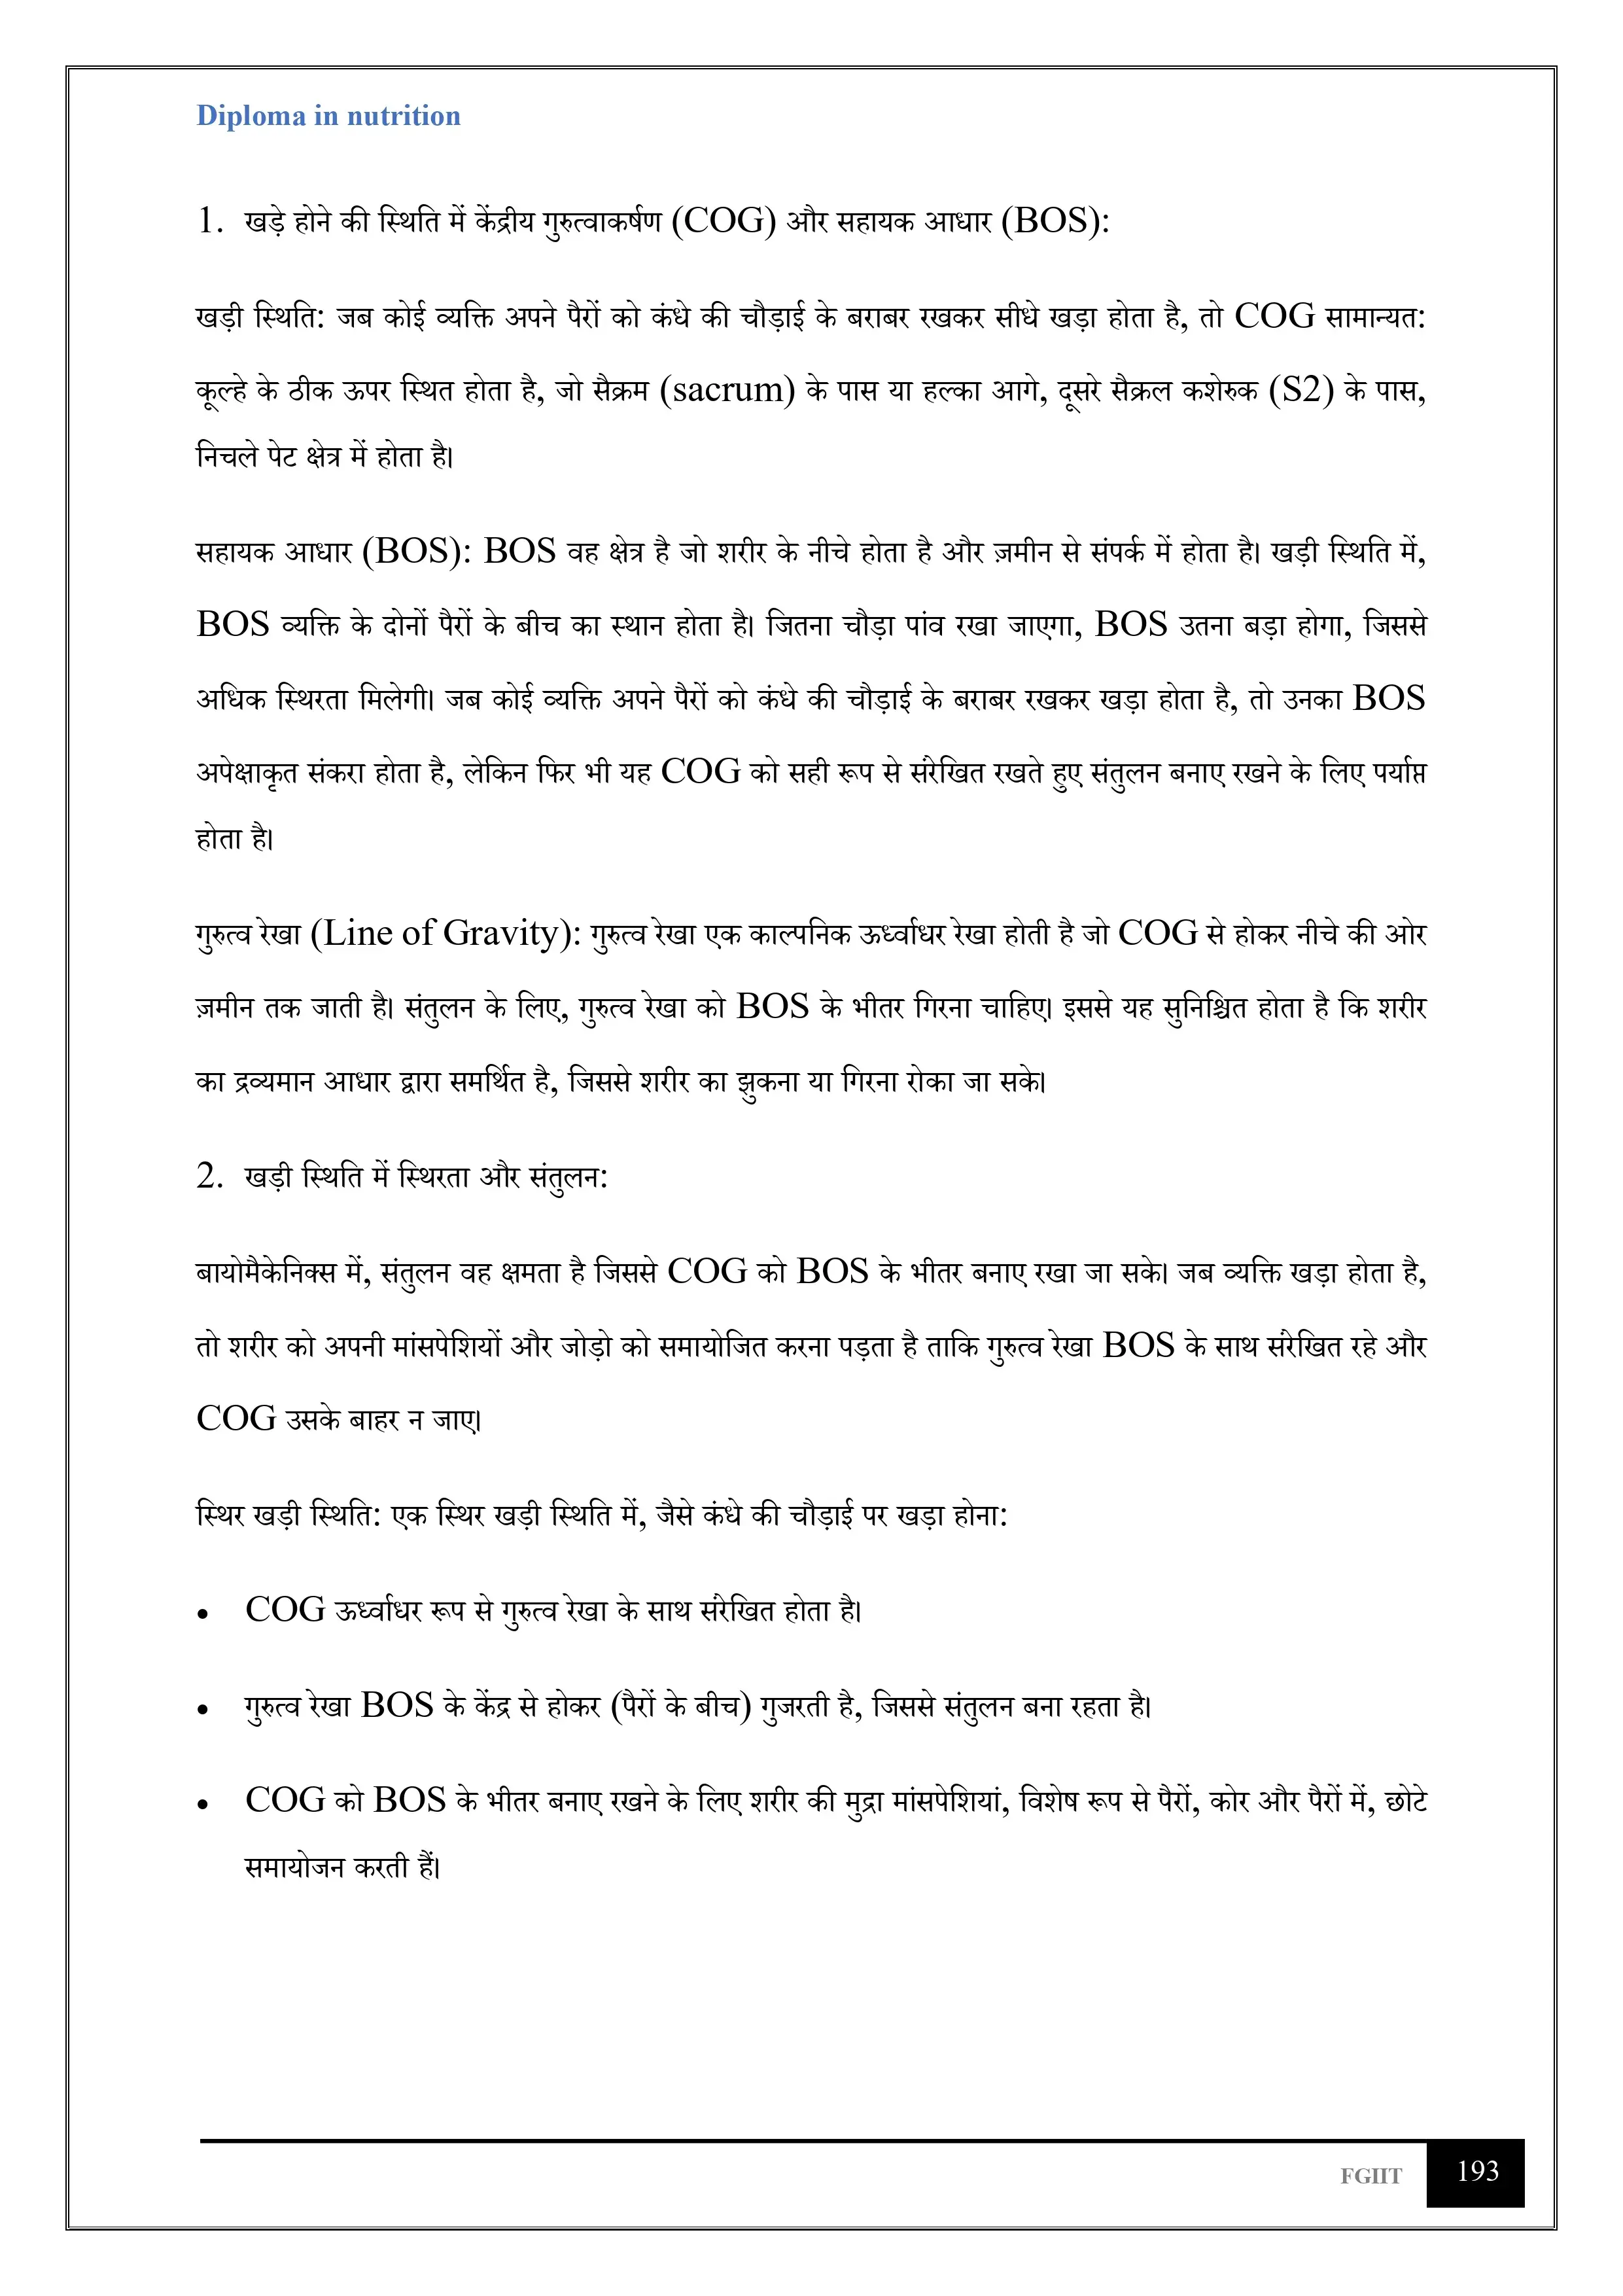 Diploma in nutrition
1. खड़े होने की स्थिति में केंद्रीय गुरुत्वाकर्षण (COG) और सहायक आधार (BOS):
खड़ी स्थिति: जब कोई व्यक्ति अपने पैरों को कंधे की चौड़ाई के बराबर रखकर सीधे खड़ा होता है, तो COG सामान्यत:
कूल्हे के ठीक ऊपर स्थित होता है, जो सैक्रम (sacrum) के पास या हल्का आगे, दूसरे सैक्रल कशेरुक (S2) के पास,
निचले पेट क्षेत्र में होता है।
सहायक आधार (BOS): BOS वह क्षेत्र है जो शरीर के नीचे होता है और ज़मीन से संपर्क में होता है। खड़ी स्थिति में,
BOS व्यक्ति के दोनों पैरों के बीच का स्थान होता है। जितना चौड़ा पांव रखा जाएगा, BOS उतना बड़ा होगा, जिससे
अधिक स्थिरता मिलेगी। जब कोई व्यक्ति अपने पैरों को कंधे की चौड़ाई के बराबर रखकर खड़ा होता है, तो उनका BOS
अपेक्षाकृत संकरा होता है, लेकिन फिर भी यह COG को सही रूप से संरेखित रखते हुए संतुलन बनाए रखने के लिए पर्याप्त
होता है।
गुरुत्व रेखा (Line of Gravity): गुरुत्व रेखा एक काल्पनिक ऊर्ध्वाधर रेखा होती है जो COG से होकर नीचे की ओर
ज़मीन तक जाती है। संतुलन के लिए, गुरुत्व रेखा को BOS के भीतर गिरना चाहिए। इससे यह सुनिश्चित होता है कि शरीर
का द्रव्यमान आधार द्वारा समर्थित है, जिससे शरीर का झुकना या गिरना रोका जा सके।
2. खड़ी स्थिति में स्थिरता और संतुलन:
बायोमैकेनिक्स में, संतुलन वह क्षमता है जिससे COG को BOS के भीतर बनाए रखा जा सके। जब व्यक्ति खड़ा होता है,
तो शरीर को अपनी मांसपेशियों और जोड़ो को समायोजित करना पड़ता है ताकि गुरुत्व रेखा BOS के साथ संरेखित रहे और
COG उसके बाहर न जाए।
स्थिर खड़ी स्थिति: एक स्थिर खड़ी स्थिति में, जैसे कंधे की चौड़ाई पर खड़ा होना:
• COG ऊर्ध्वाधर रूप से गुरुत्व रेखा के साथ संरेखित होता है।
• गुरुत्व रेखा BOS के केंद्र से होकर (पैरों के बीच) गुजरती है, जिससे संतुलन बना रहता है।
• COG को BOS के भीतर बनाए रखने के लिए शरीर की मुद्रा मांसपेशियां, विशेष रूप से पैरों, कोर और पैरों में, छोटे
समायोजन करती हैं।
FGIIT 193